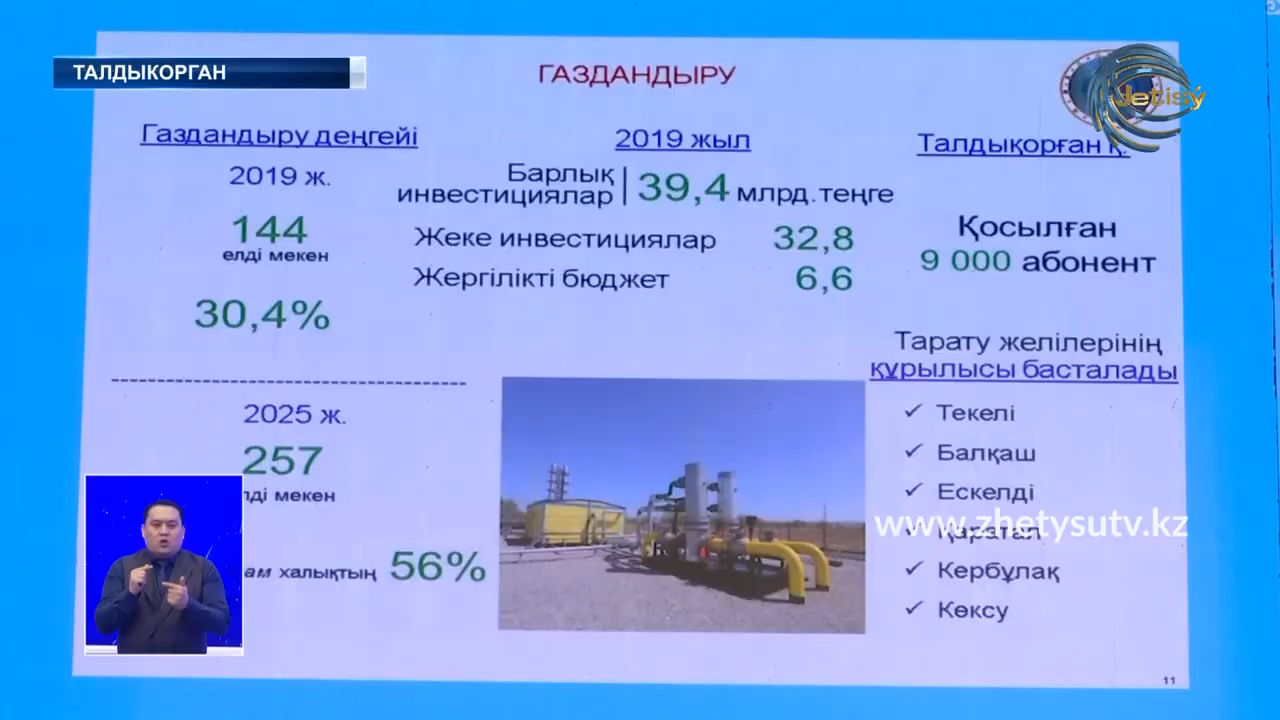 ТАЛДЫКОРГАН
Jetisý
ГАЗДАНДЫРУ
Газдандыру деңгейі
2019 ж.
144
елді мекен
30,4%
2025 ж.
257
лді мекен
ам халықтың 56%
2019 жыл
Барлық
инвестициялар 39,4 млрд. теңге
Жеке инвестициялар 32,8
Жергілікті бюджет 6,6
Талдықорған қ.
Қосылған
9 000 абонент
Тарату желілерінің
құрылысы басталады
✓ Текелі
✓ Балқаш
✓ Ескелді
✓ Қаратал
✓ Кербұлақ
✓ Көксу
www.zhetysutv.kz
11